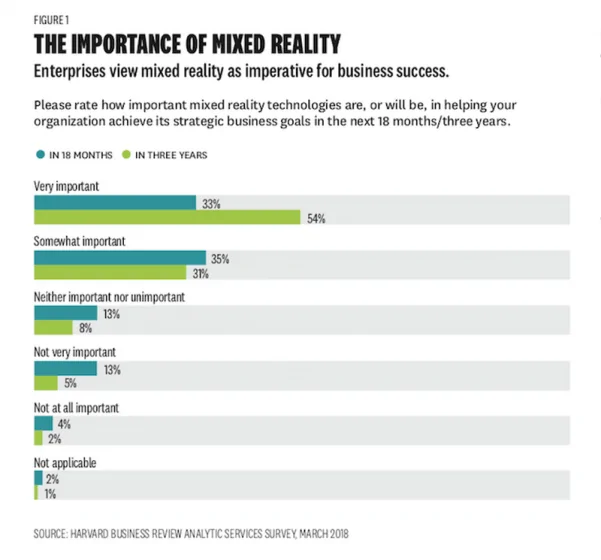 FIGURE 1
THE IMPORTANCE OF MIXED REALITY
Enterprises view mixed reality as imperative for business success.
Please rate how important mixed reality technologies are, or will be, in helping your
organization achieve its strategic business goals in the next 18 months/three years.
IN 18 MONTHS IN THREE YEARS
Very important
33%
54%
Somewhat important
35%
31%
Neither important nor unimportant
13%
8%
Not very important
13%
5%
Not at all important
4%
2%
Not applicable
2%
1%
SOURCE: HARVARD BUSINESS REVIEW ANALYTIC SERVICES SURVEY, MARCH 2018